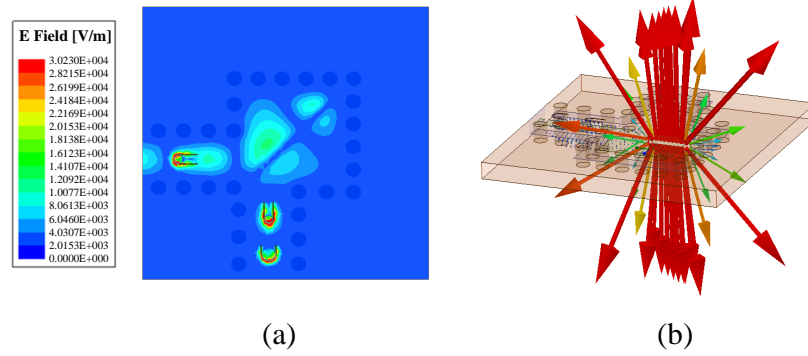 E Field [V/m]
3.0230E+004
2.8215E+004
2.6199E+004
2.4184E+004
2.2169E+004
2.0153E+004
1.8138E+004
1.6123E+004
1.4107E+004
1.2092E+004
1.0077E+004
8.0613E+003
6.0460E+003
4.0307E+003
2.0153E+003
0.0000E+000
(a)
(b)